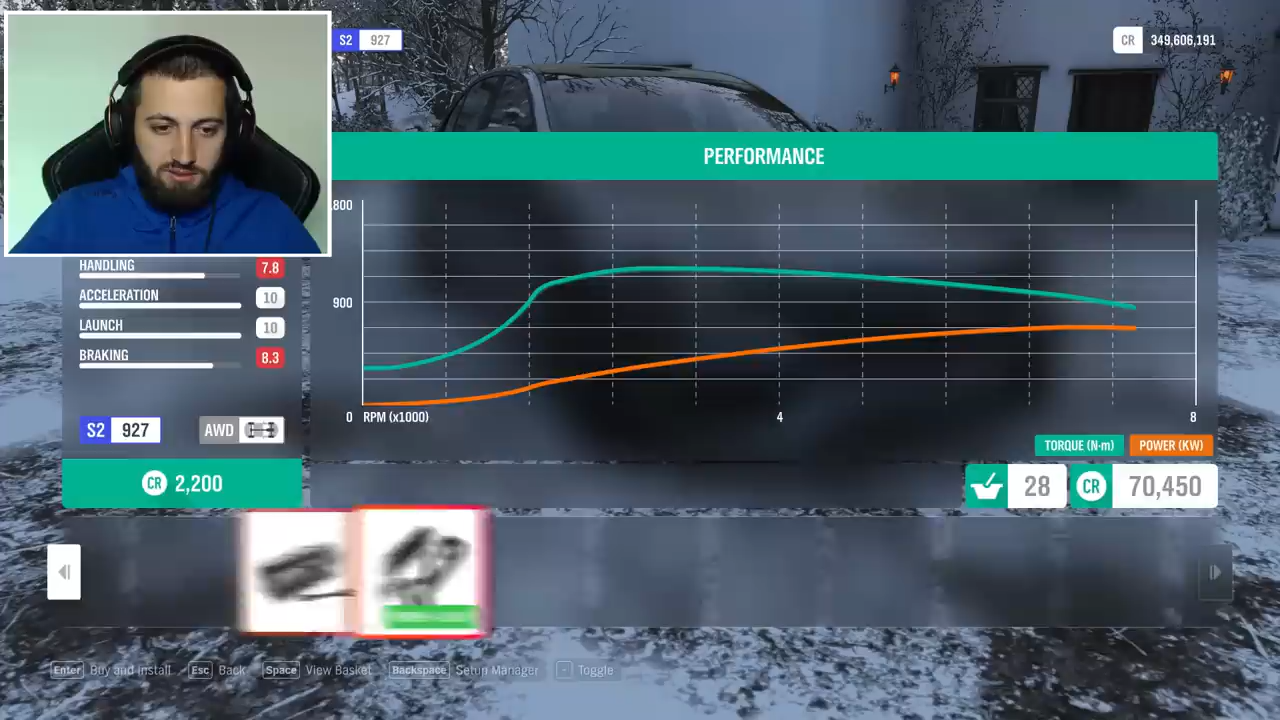 S2 927
CR 349,606,191
PERFORMANCE
800
900
0 RPM (x1000) 4 8
TORQUE (N·m) POWER (KW)
HANDLING 7.8
ACCELERATION 10
LAUNCH 10
BRAKING 8.3
S2 927 AWD
CR 2,200
28 CR 70,450
Enter Buy and Install Esc Back Space View Basket Backspace Setup Manager - Toggle